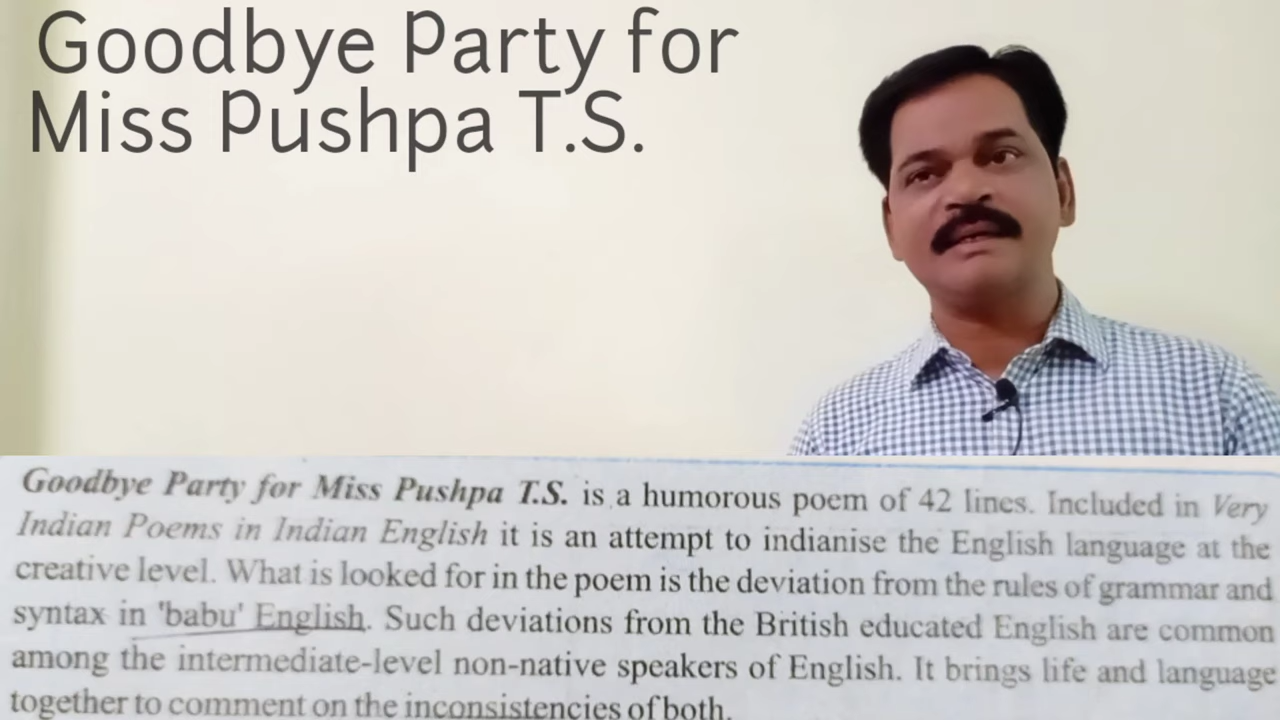 Goodbye Party for
Miss Pushpa T.S.
Goodbye Party for Miss Pushpa T.S. is a humorous poem of 42 lines. Included in Very
Indian Poems in Indian English it is an attempt to indianise the English language at the
creative level. What is looked for in the poem is the deviation from the rules of grammar and
syntax in 'babu' English. Such deviations from the British educated English are common
among the intermediate-level non-native speakers of English. It brings life and language
together to comment on the inconsistencies of both.